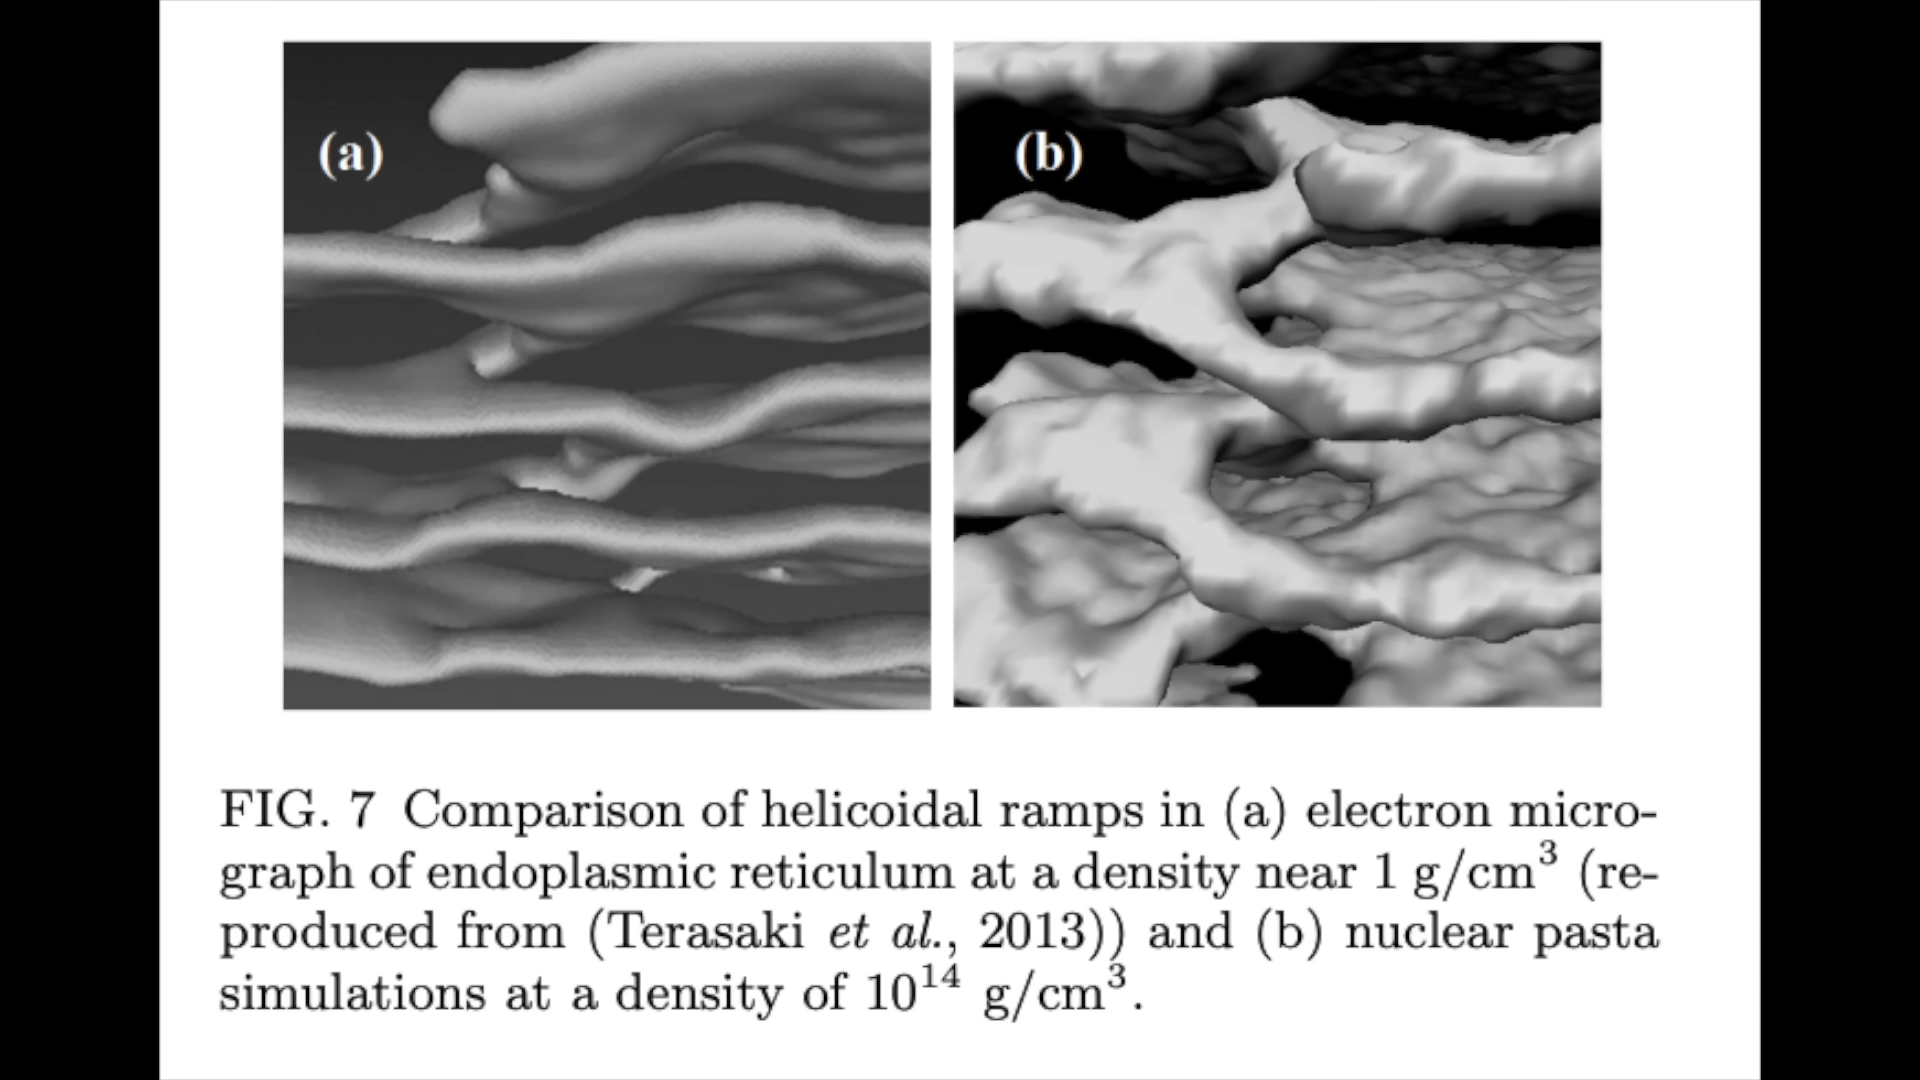 (a)
(b)
FIG. 7 Comparison of helicoidal ramps in (a) electron micro-
graph of endoplasmic reticulum at a density near 1 g/cm³ (re-
produced from (Terasaki et al., 2013)) and (b) nuclear pasta
simulations at a density of 10¹⁴ g/cm³.